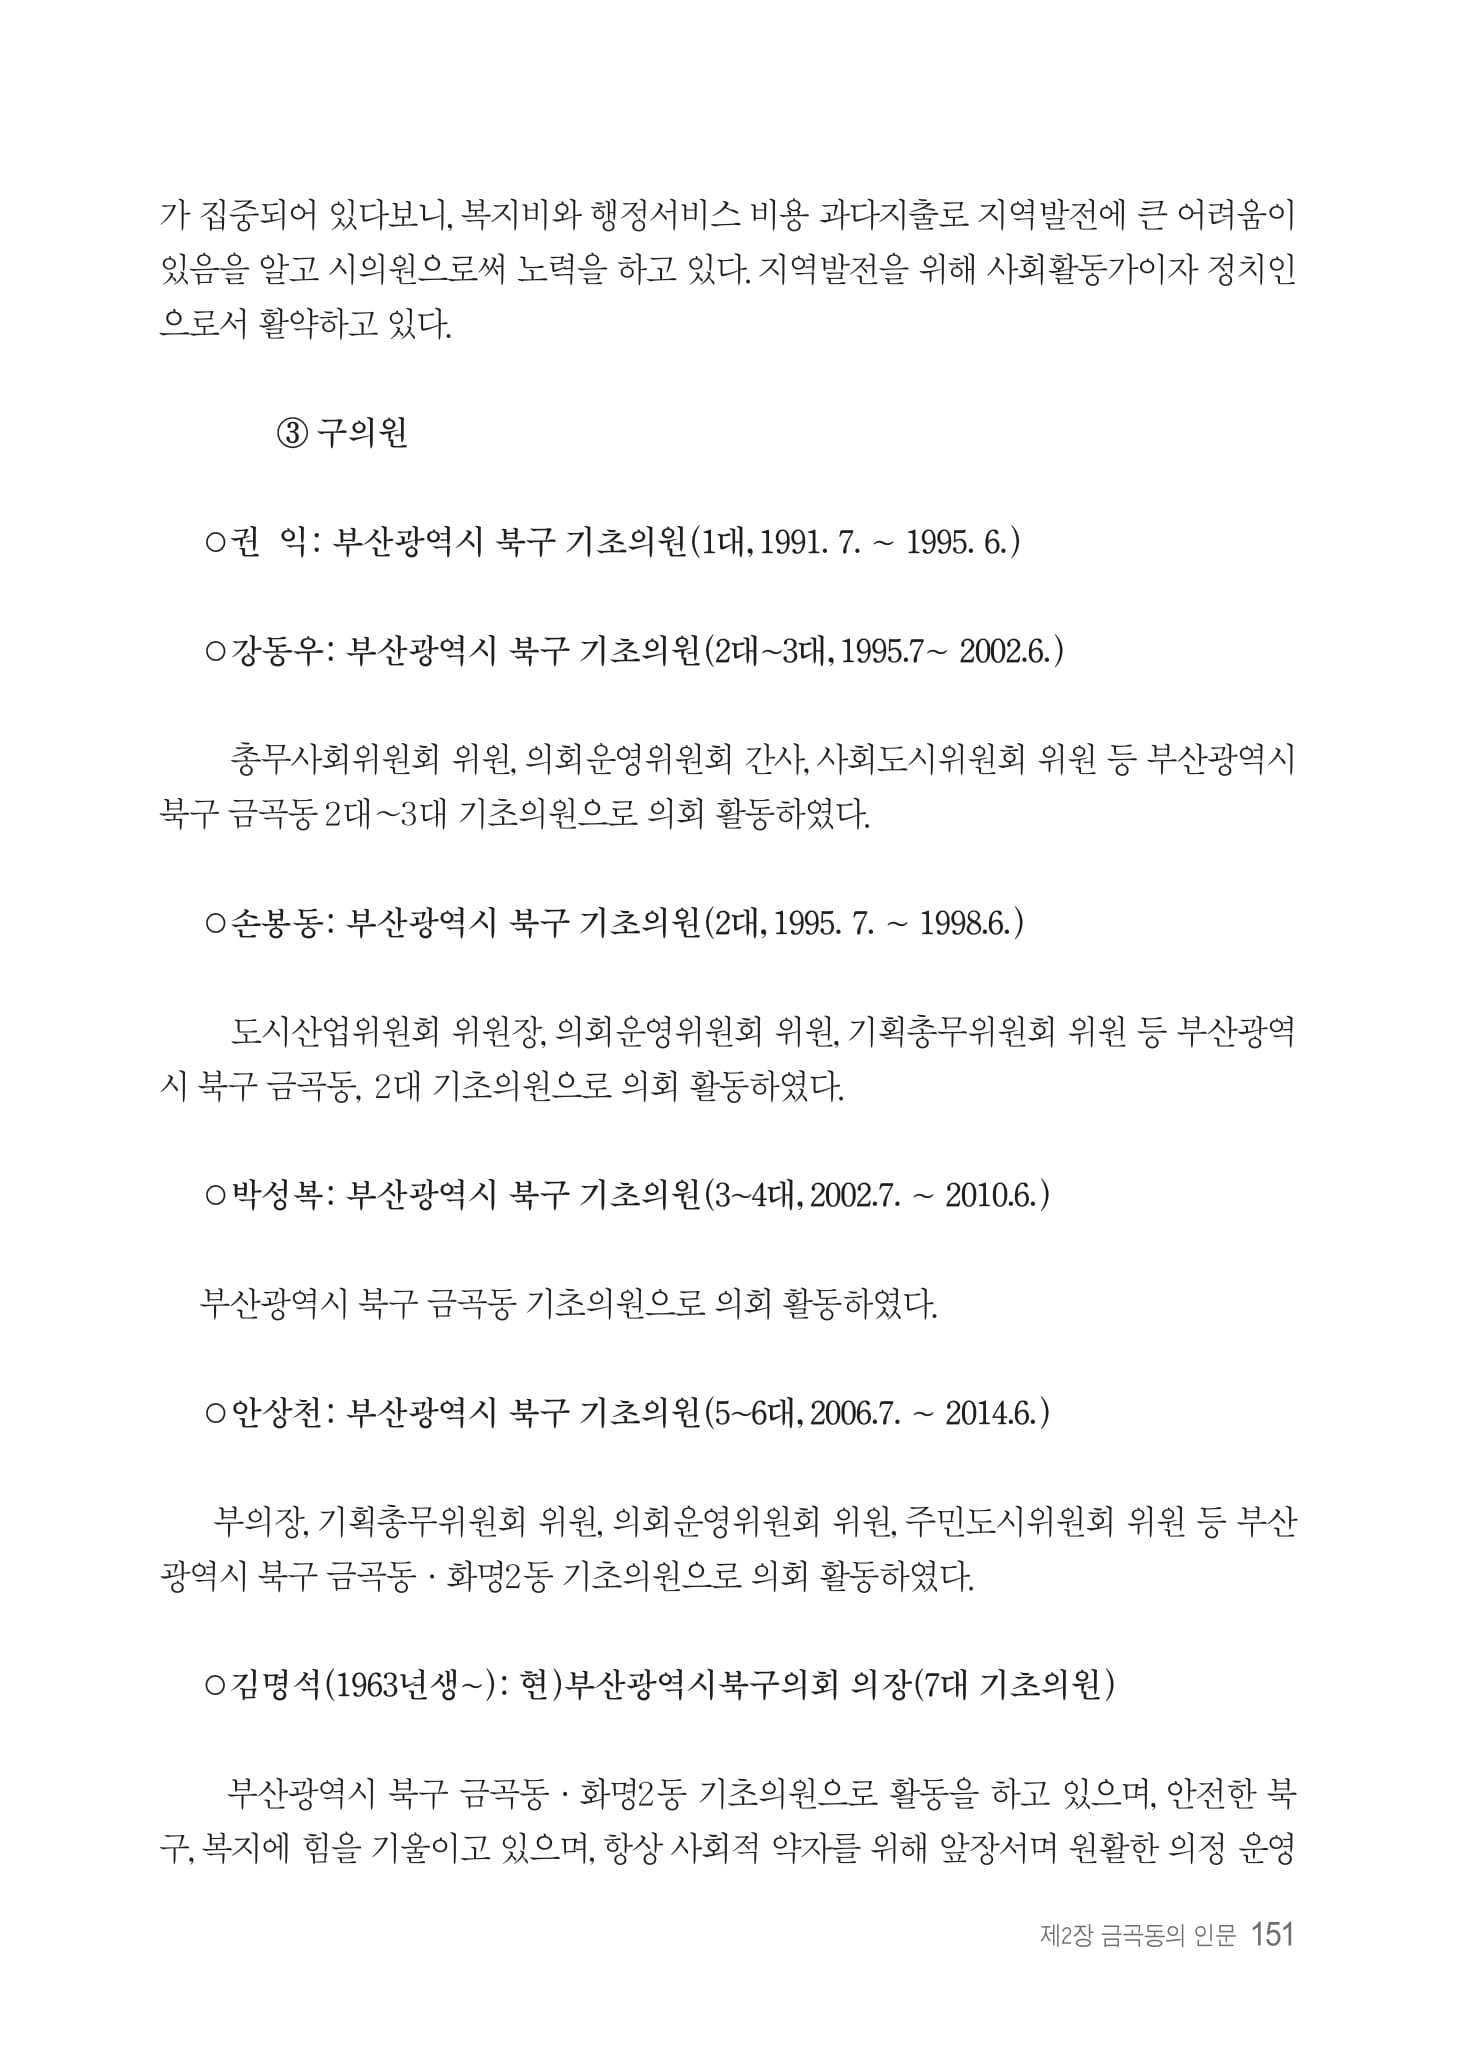 가 집중되어 있다보니, 복지비와 행정서비스 비용 과다지출로 지역발전에 큰 어려움이
있음을 알고 시의원으로써 노력을 하고 있다. 지역발전을 위해 사회활동가이자 정치인
으로서 활약하고 있다.
③ 구의원
○권 익: 부산광역시 북구 기초의원(1대, 1991. 7. ~ 1995. 6.)
○강동우: 부산광역시 북구 기초의원(2대~3대, 1995.7~ 2002.6.)
총무사회위원회 위원, 의회운영위원회 간사, 사회도시위원회 위원 등 부산광역시
북구 금곡동 2대~3대 기초의원으로 의회 활동하였다.
○손봉동: 부산광역시 북구 기초의원(2대, 1995. 7. ~ 1998.6.)
도시산업위원회 위원장, 의회운영위원회 위원, 기획총무위원회 위원 등 부산광역
시 북구 금곡동, 2대 기초의원으로 의회 활동하였다.
○박성복: 부산광역시 북구 기초의원(3~4대, 2002.7. ~ 2010.6.)
부산광역시 북구 금곡동 기초의원으로 의회 활동하였다.
○안상천: 부산광역시 북구 기초의원(5~6대, 2006.7. ~ 2014.6.)
부의장, 기획총무위원회 위원, 의회운영위원회 위원, 주민도시위원회 위원 등 부산
광역시 북구 금곡동 · 화명2동 기초의원으로 의회 활동하였다.
○김명석(1963년생~): 현)부산광역시북구의회 의장(7대 기초의원)
부산광역시 북구 금곡동 · 화명2동 기초의원으로 활동을 하고 있으며, 안전한 북
구, 복지에 힘을 기울이고 있으며, 항상 사회적 약자를 위해 앞장서며 원활한 의정 운영
제2장 금곡동의 인문 151